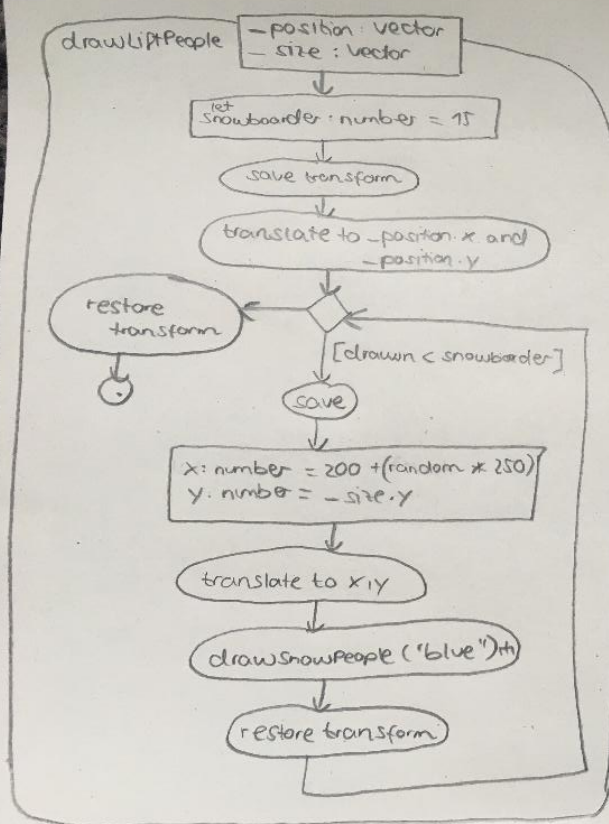 drawLiftPeople
_position : vector
_size : vector
let
snowboarder : number = 15
save transform
translate to _position.x and
_position.y
restore
transform
[drawn < snowboarder]
save
x: number = 200 + (random * 250)
y: number = _size.y
translate to x,y
drawSnowPeople ("blue")
restore transform